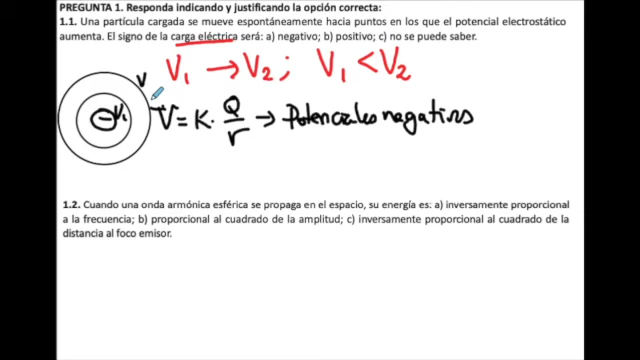 PREGUNTA 1. Responda indicando y justificando la opción correcta:
1.1. Una partícula cargada se mueve espontáneamente hacia puntos en los que el potencial electrostático
aumenta. El signo de la carga eléctrica será: a) negativo; b) positivo; c) no se puede saber.
V₁ → V₂ ; V₁ < V₂
V
V₁
V = K · Q/r → Potenciales negativos
1.2. Cuando una onda armónica esférica se propaga en el espacio, su energía es: a) inversamente proporcional
a la frecuencia; b) proporcional al cuadrado de la amplitud; c) inversamente proporcional al cuadrado de la
distancia al foco emisor.